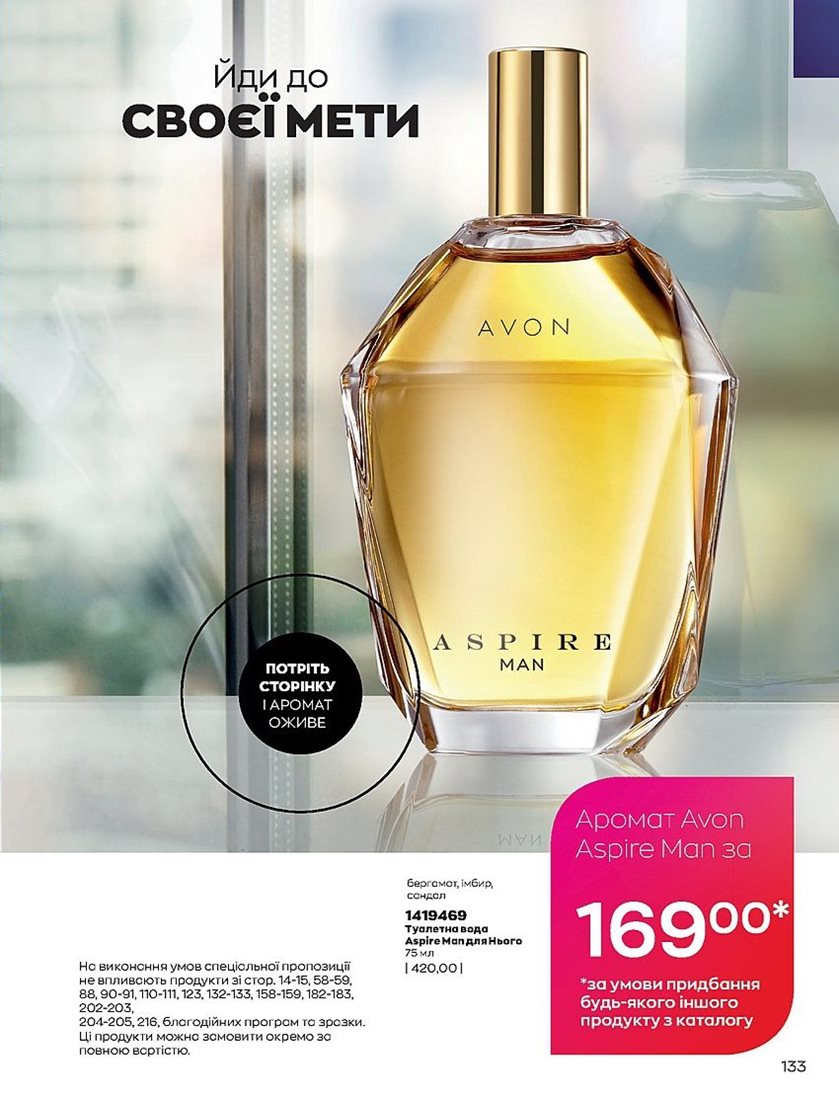 Йди до
СВОЄЇ МЕТИ
AVON
ASPIRE
MAN
ПОТРІТЬ
СТОРІНКУ
І АРОМАТ
ОЖИВЕ
Аромат Avon
Aspire Man за
169⁰⁰*
*за умови придбання
будь-якого іншого
продукту з каталогу
бергамот, імбир,
сандал
1419469
Туалетна вода
Aspire Man для Нього
75 мл
| 420,00 |
На виконання умов спеціальної пропозиції
не впливають продукти зі стор. 14-15, 58-59,
88, 90-91, 110-111, 123, 132-133, 158-159, 182-183,
202-203,
204-205, 216, благодійних програм та зразки.
Ці продукти можна замовити окремо за
повною вартістю.
133